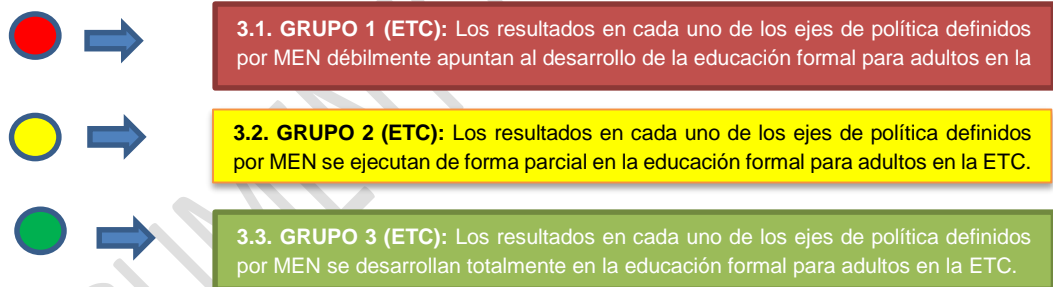 3.1. GRUPO 1 (ETC): Los resultados en cada uno de los ejes de política definidos
por MEN débilmente apuntan al desarrollo de la educación formal para adultos en la
3.2. GRUPO 2 (ETC): Los resultados en cada uno de los ejes de política definidos
por MEN se ejecutan de forma parcial en la educación formal para adultos en la ETC.
3.3. GRUPO 3 (ETC): Los resultados en cada uno de los ejes de política definidos
por MEN se desarrollan totalmente en la educación formal para adultos en la ETC.